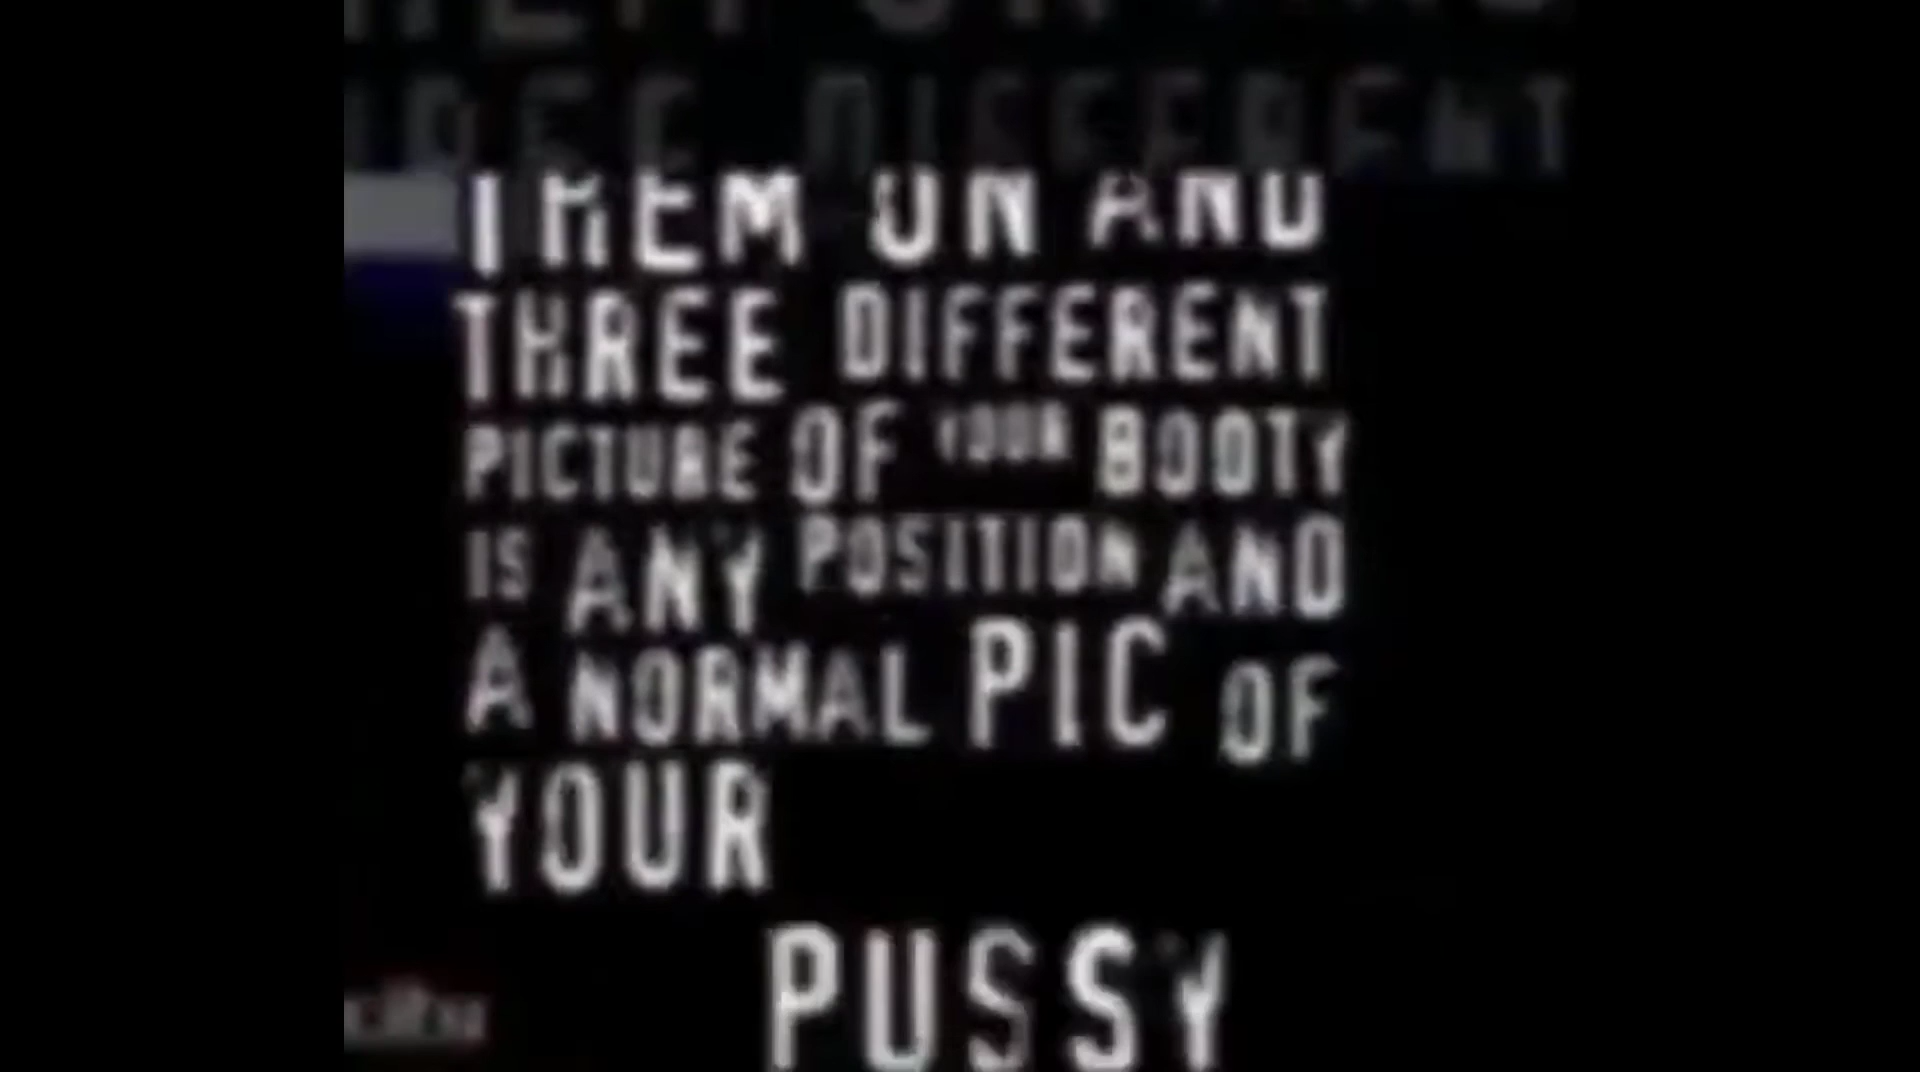 THEM ON AND
THREE DIFFERENT
PICTURE OF YOUR BOOTY
IS ANY POSITION AND
A NORMAL PIC OF
YOUR
PUSSY